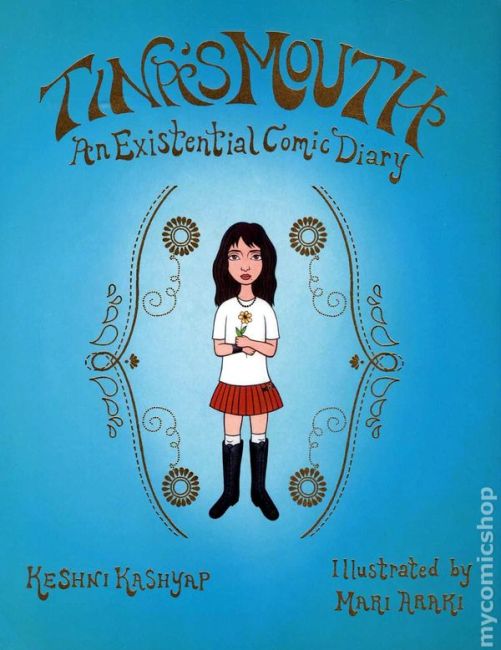 TINA'S MOUTH
An Existential Comic Diary
KESHNI KASHYAP
Illustrated by
MARI ARAKI
mycomicshop